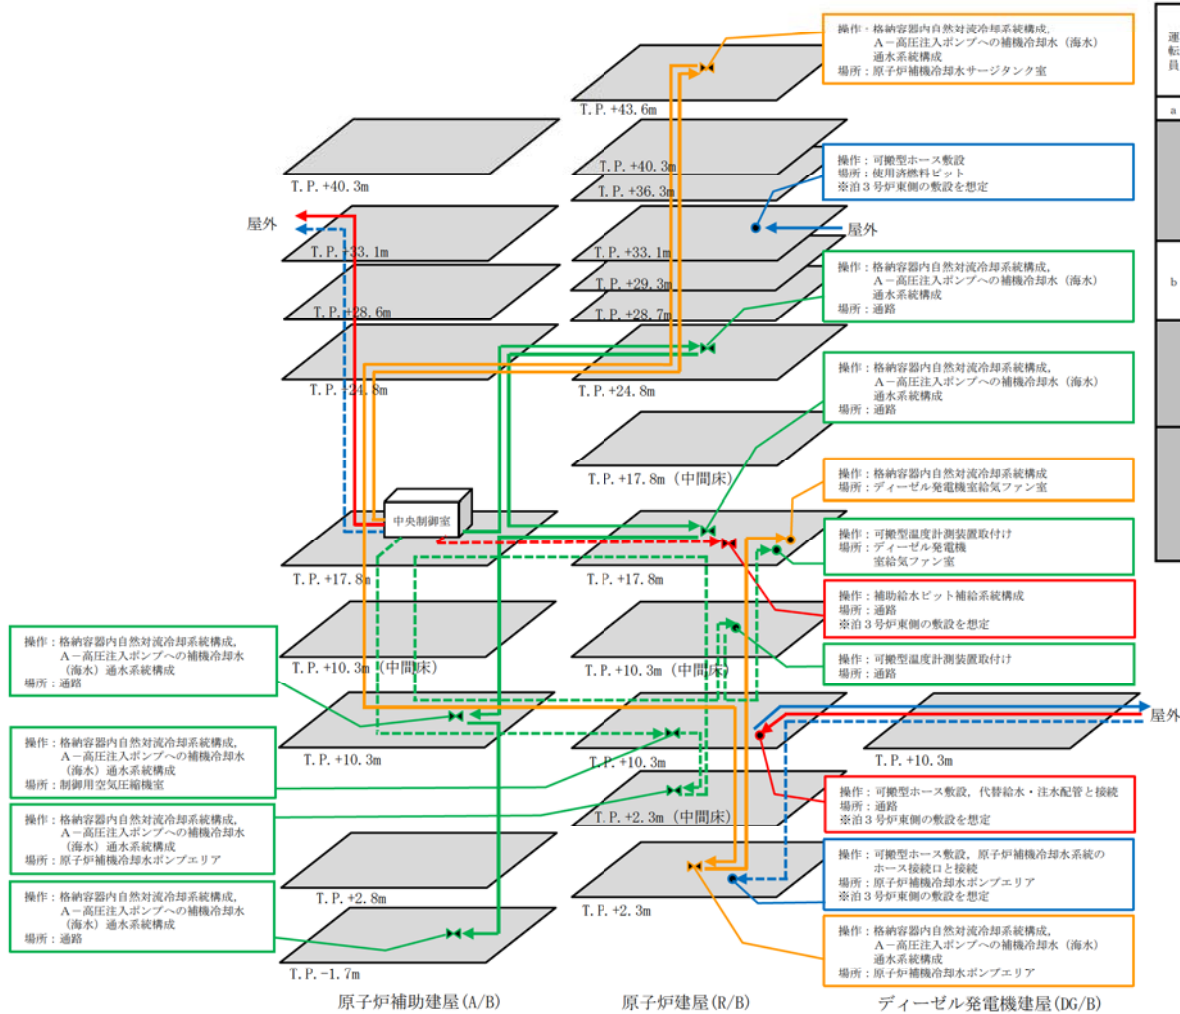 操作：格納容器内自然対流冷却系統構成,
A－高圧注入ポンプへの補機冷却水（海水）
通水系統構成
場所：原子炉補機冷却水サージタンク室
運転員
a
b
T.P.+43.6m
T.P.+40.3m
T.P.+40.3m
T.P.+36.3m
操作：可搬型ホース敷設
場所：使用済燃料ピット
※泊３号炉東側の敷設を想定
屋外
屋外
T.P.+33.1m
T.P.+33.1m
T.P.+29.3m
T.P.+28.6m
T.P.+28.7m
操作：格納容器内自然対流冷却系統構成,
A－高圧注入ポンプへの補機冷却水（海水）
通水系統構成
場所：通路
T.P.+24.8m
T.P.+24.8m
操作：格納容器内自然対流冷却系統構成,
A－高圧注入ポンプへの補機冷却水（海水）
通水系統構成
場所：通路
T.P.+17.8m（中間床）
操作：格納容器内自然対流冷却系統構成
場所：ディーゼル発電機室給気ファン室
中央制御室
操作：可搬型温度計測装置取付け
場所：ディーゼル発電機
室給気ファン室
T.P.+17.8m
T.P.+17.8m
操作：補助給水ピット補給系統構成
場所：通路
※泊３号炉東側の敷設を想定
操作：格納容器内自然対流冷却系統構成,
A－高圧注入ポンプへの補機冷却水
（海水）通水系統構成
場所：通路
T.P.+10.3m（中間床）
T.P.+10.3m（中間床）
操作：可搬型温度計測装置取付け
場所：通路
屋外
操作：格納容器内自然対流冷却系統構成,
A－高圧注入ポンプへの補機冷却水
（海水）通水系統構成
場所：制御用空気圧縮機室
T.P.+10.3m
T.P.+10.3m
T.P.+10.3m
操作：可搬型ホース敷設, 代替給水・注水配管と接続
場所：通路
※泊３号炉東側の敷設を想定
操作：格納容器内自然対流冷却系統構成,
A－高圧注入ポンプへの補機冷却水
（海水）通水系統構成
場所：原子炉補機冷却水ポンプエリア
T.P.+2.3m（中間床）
操作：可搬型ホース敷設, 原子炉補機冷却水系統の
ホース接続口と接続
場所：原子炉補機冷却水ポンプエリア
※泊３号炉東側の敷設を想定
T.P.+2.8m
T.P.+2.3m
操作：格納容器内自然対流冷却系統構成,
A－高圧注入ポンプへの補機冷却水
（海水）通水系統構成
場所：通路
操作：格納容器内自然対流冷却系統構成,
A－高圧注入ポンプへの補機冷却水（海水）
通水系統構成
場所：原子炉補機冷却水ポンプエリア
T.P.-1.7m
原子炉補助建屋(A/B)
原子炉建屋(R/B)
ディーゼル発電機建屋(DG/B)